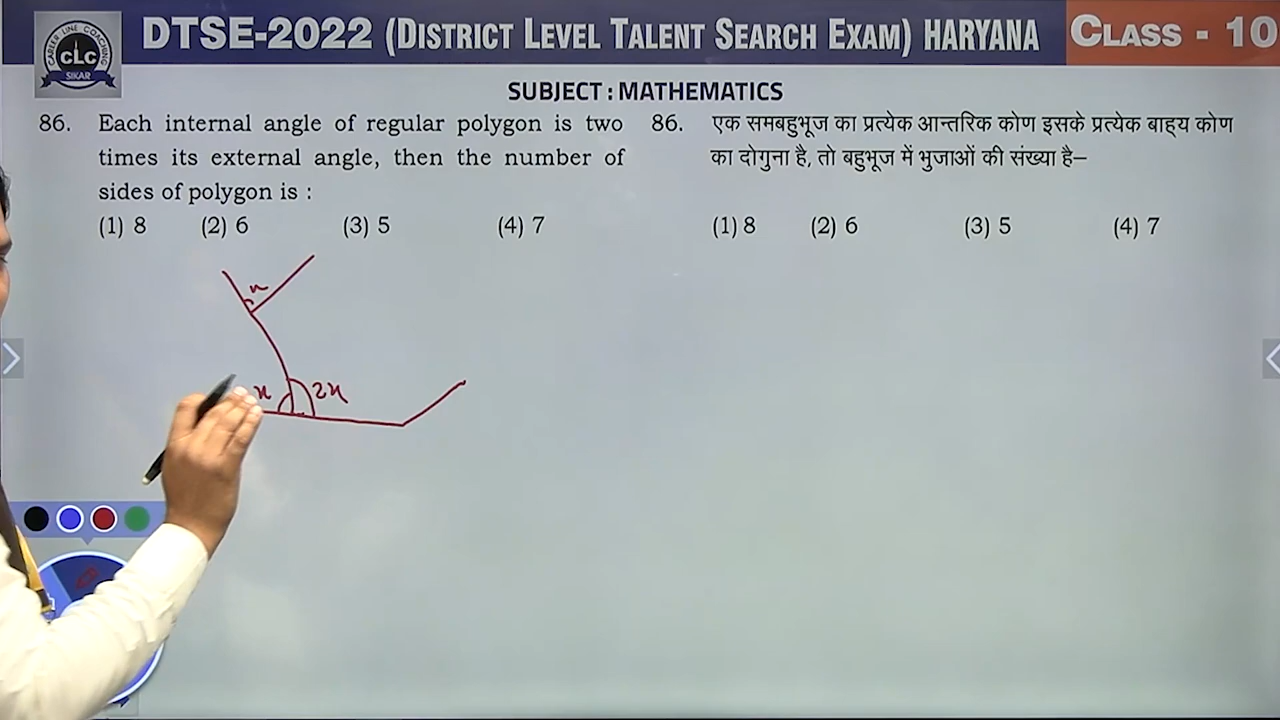 DTSE-2022 (DISTRICT LEVEL TALENT SEARCH EXAM) HARYANA
CLASS - 10
CAREER LINE COACHING
CLC
SIKAR
SUBJECT : MATHEMATICS
86. Each internal angle of regular polygon is two
times its external angle, then the number of
sides of polygon is :
(1) 8 (2) 6 (3) 5 (4) 7
86. एक समबहुभूज का प्रत्येक आन्तरिक कोण इसके प्रत्येक बाह्य कोण
का दोगुना है, तो बहुभूज में भुजाओं की संख्या है–
(1) 8 (2) 6 (3) 5 (4) 7
x
x 2x